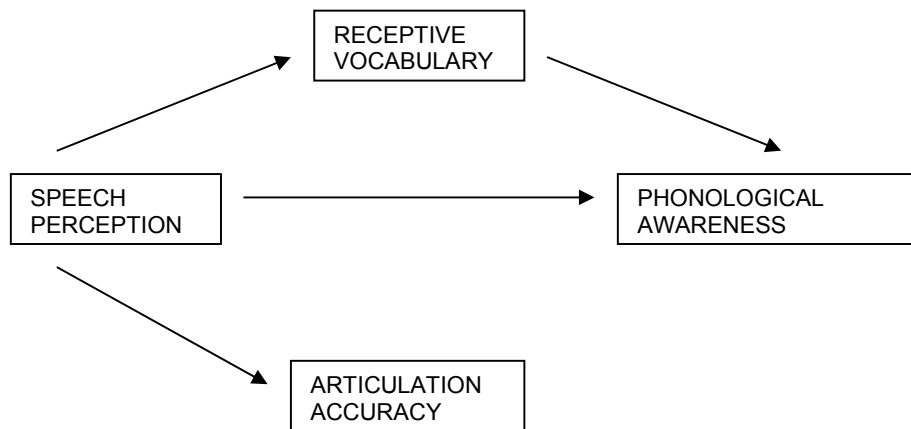 RECEPTIVE
VOCABULARY
SPEECH
PERCEPTION
PHONOLOGICAL
AWARENESS
ARTICULATION
ACCURACY